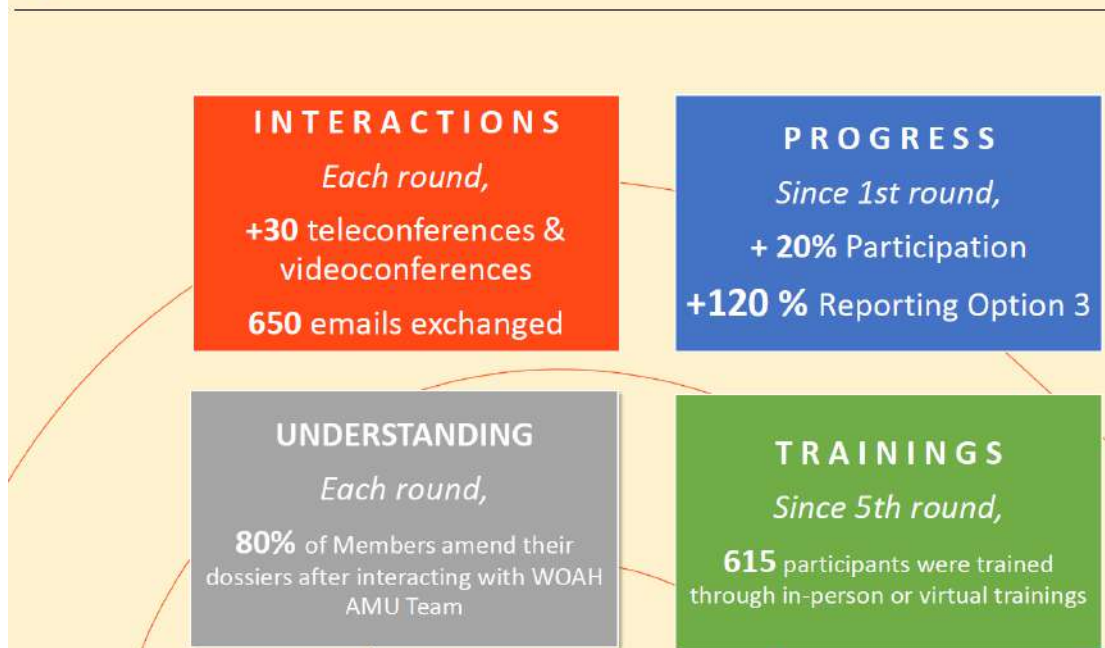 INTERACTIONS
Each round,
+30 teleconferences &
videoconferences
650 emails exchanged
PROGRESS
Since 1st round,
+ 20% Participation
+120 % Reporting Option 3
UNDERSTANDING
Each round,
80% of Members amend their
dossiers after interacting with WOAH
AMU Team
TRAININGS
Since 5th round,
615 participants were trained
through in-person or virtual trainings